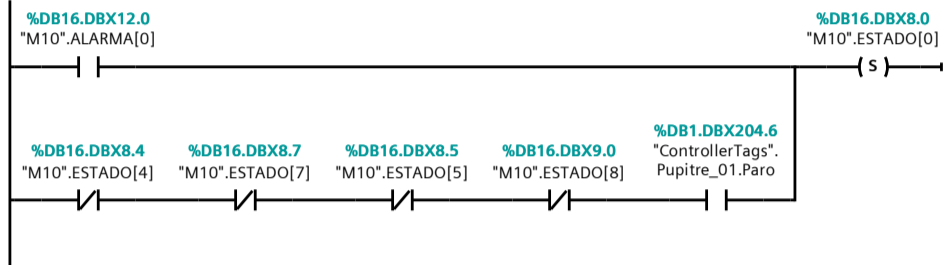 %DB16.DBX12.0
"M10".ALARMA[0]
%DB16.DBX8.0
"M10".ESTADO[0]
S
%DB16.DBX8.4
"M10".ESTADO[4]
%DB16.DBX8.7
"M10".ESTADO[7]
%DB16.DBX8.5
"M10".ESTADO[5]
%DB16.DBX9.0
"M10".ESTADO[8]
%DB1.DBX204.6
"ControllerTags".
Pupitre_01.Paro